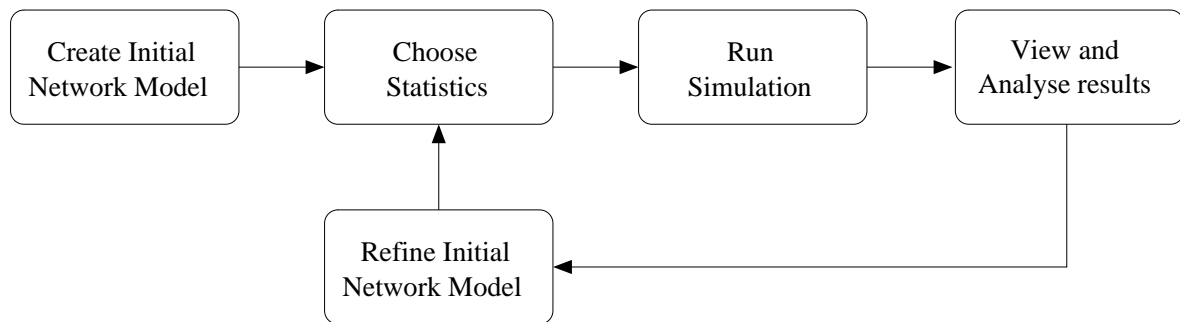 Create Initial
Network Model
Choose
Statistics
Run
Simulation
View and
Analyse results
Refine Initial
Network Model